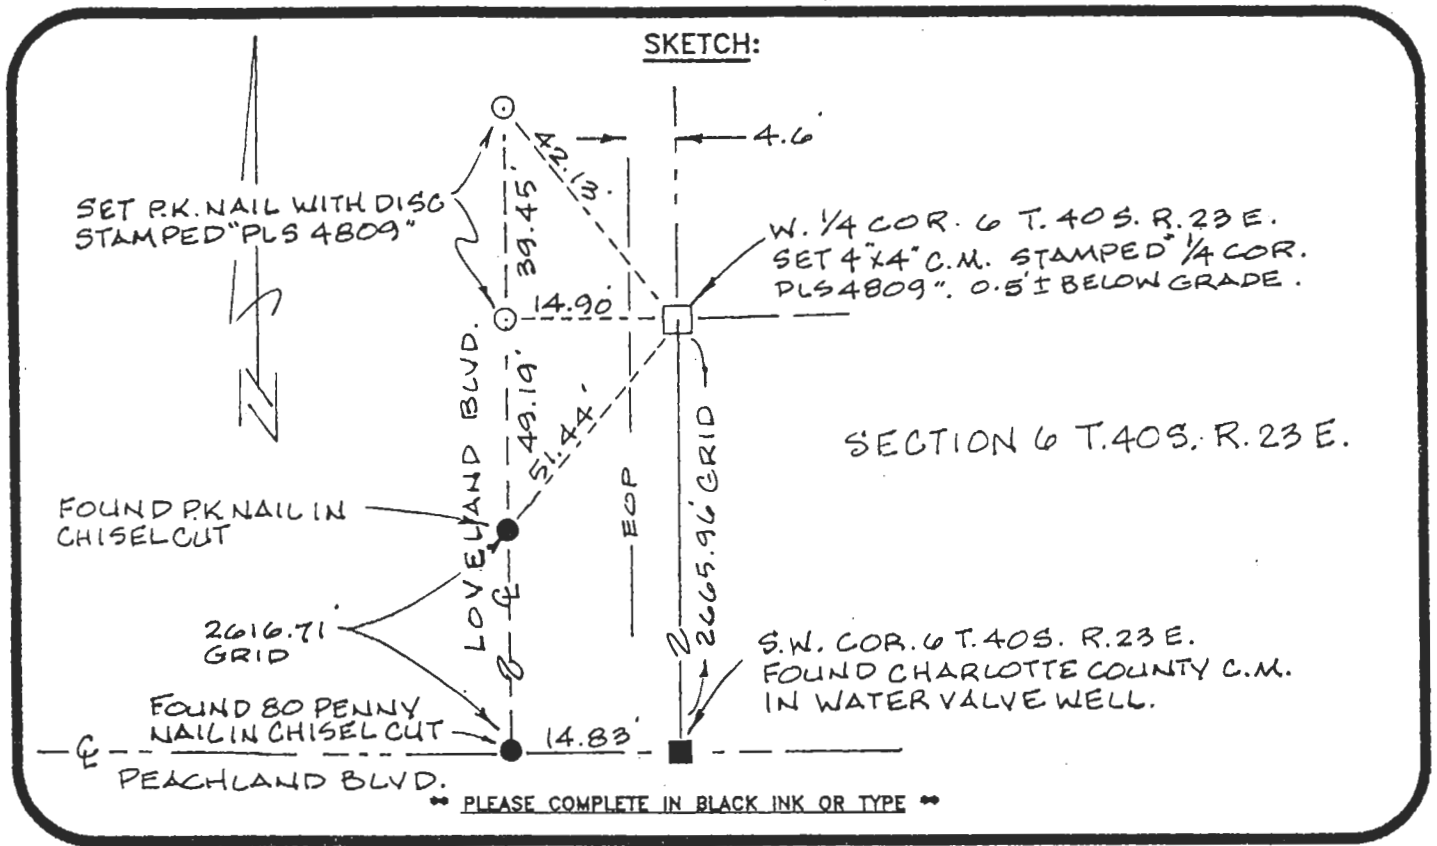 SKETCH:
4.6'
42.13'
SET P.K. NAIL WITH DISC
STAMPED "PLS 4809"
39.45'
W. 1/4 COR. 6 T. 40S. R. 23 E.
SET 4"x4" C.M. STAMPED "1/4 COR.
PLS 4809". 0.5'± BELOW GRADE.
14.90'
N
LOVELAND BLVD.
49.19'
51.44'
EOP
2665.96' GRID
SECTION 6 T. 40S. R. 23 E.
FOUND P.K NAIL IN
CHISEL CUT
℄
2616.71'
GRID
S.W. COR. 6 T. 40S. R. 23 E.
FOUND CHARLOTTE COUNTY C.M.
IN WATER VALVE WELL.
FOUND 80 PENNY
NAIL IN CHISEL CUT
14.83'
℄
PEACHLAND BLVD.
** PLEASE COMPLETE IN BLACK INK OR TYPE **